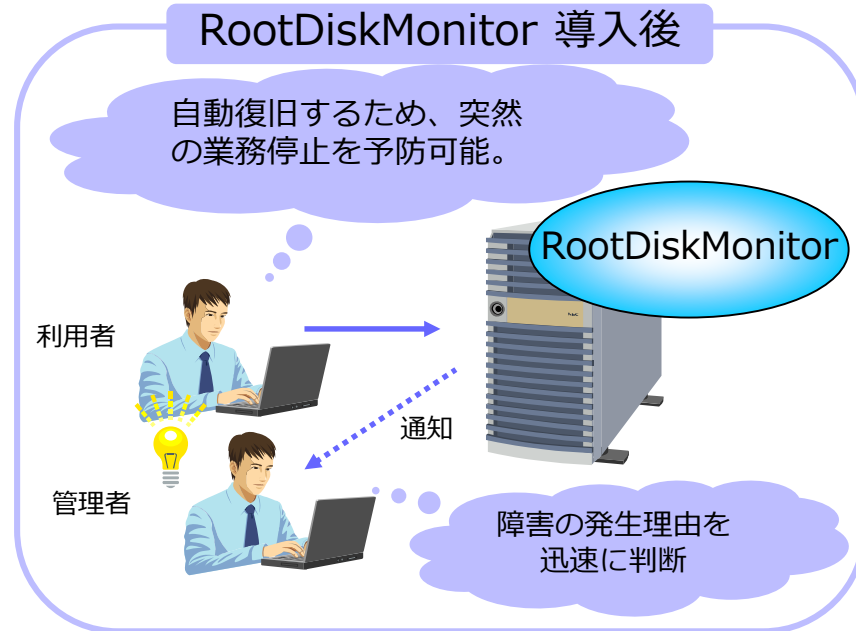 RootDiskMonitor 導入後
自動復旧するため、突然
の業務停止を予防可能。
RootDiskMonitor
利用者
通知
管理者
障害の発生理由を
迅速に判断